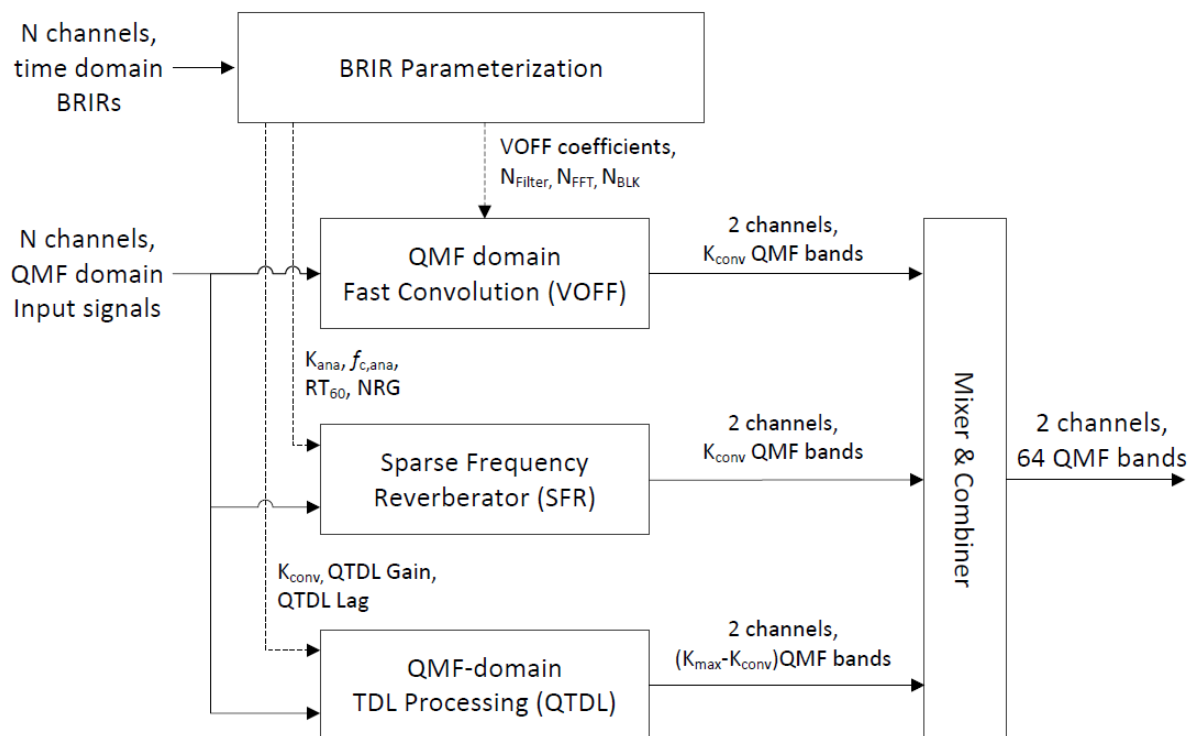 N channels,
time domain
BRIRs
BRIR Parameterization
VOFF coefficients,
NFilter, NFFT, NBLK
N channels,
QMF domain
Input signals
QMF domain
Fast Convolution (VOFF)
2 channels,
Kconv QMF bands
Kana, fc,ana,
RT60, NRG
Sparse Frequency
Reverberator (SFR)
2 channels,
Kconv QMF bands
Mixer & Combiner
2 channels,
64 QMF bands
Kconv, QTDL Gain,
QTDL Lag
QMF-domain
TDL Processing (QTDL)
2 channels,
(Kmax-Kconv)QMF bands